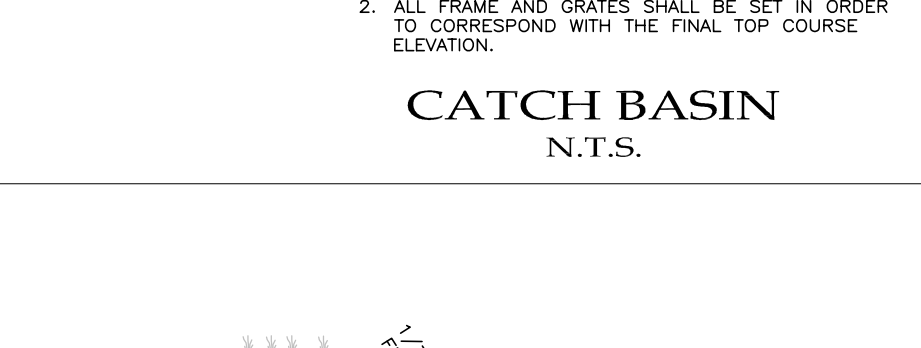 2. ALL FRAME AND GRATES SHALL BE SET IN ORDER
TO CORRESPOND WITH THE FINAL TOP COURSE
ELEVATION.
CATCH BASIN
N.T.S.